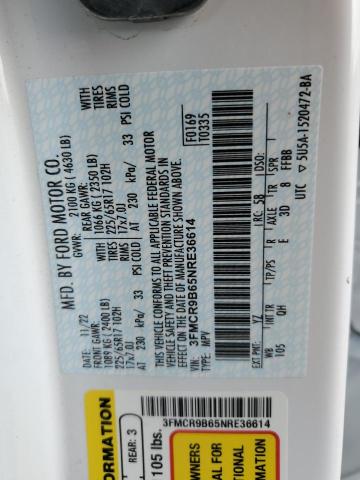 MFD. BY FORD MOTOR CO.
DATE: 11/22
GVWR: 2100 KG ( 4630 LB)
FRONT GAWR: 1089 KG ( 2400 LB)
REAR GAWR: 1066 KG ( 2350 LB)
225/65R17 102H
WITH TIRES
225/65R17 102H
WITH TIRES
17x7.0J
RIMS
17x7.0J
RIMS
AT 230 kPa/ 33 PSI COLD
AT 230 kPa/ 33 PSI COLD
THIS VEHICLE CONFORMS TO ALL APPLICABLE FEDERAL MOTOR
VEHICLE SAFETY AND THEFT PREVENTION STANDARDS IN
EFFECT ON THE DATE OF MANUFACTURE SHOWN ABOVE.
VIN: 3FMCR9B65NRE36614
TYPE: MPV
F0169
T0335
EXT PNT: YZ
RC: 5B
DSO:
WB
INT TR
TP/PS
R
AXLE
TR
SPR
105
QH
E
3D
8
FFBB
UTC
5U5A-1520472-BA
3FMCR9B65NRE36614
ORMATION
REAR: 3
105 lbs.
OWNERS
ORMATION